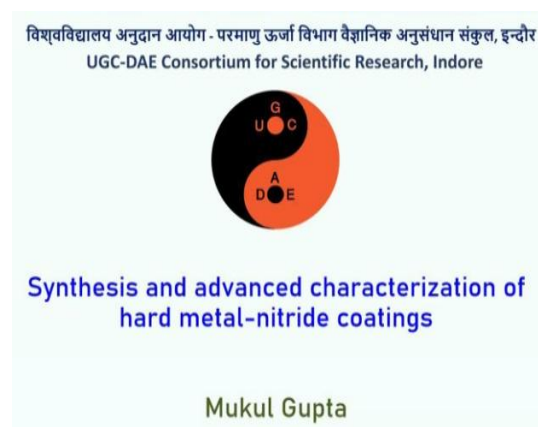 विश्वविद्यालय अनुदान आयोग - परमाणु ऊर्जा विभाग वैज्ञानिक अनुसंधान संकुल, इन्दौर
UGC-DAE Consortium for Scientific Research, Indore
G
U C
A
D E
Synthesis and advanced characterization of
hard metal-nitride coatings
Mukul Gupta